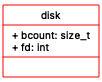 disk
+ bcount: size_t
+ fd: int